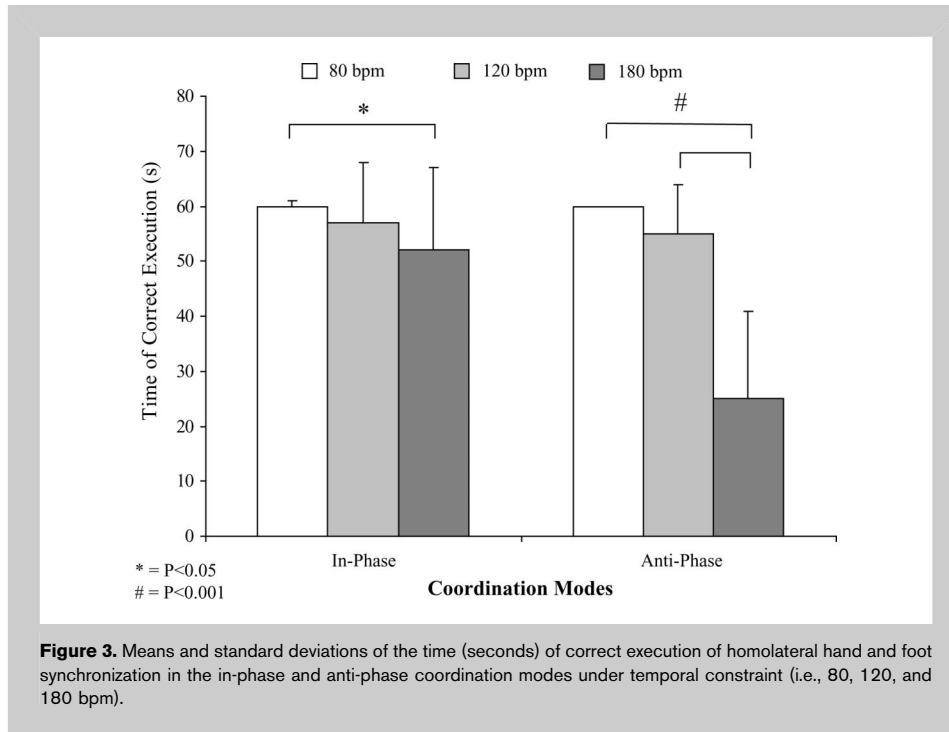 80 bpm 120 bpm 180 bpm
80
70
60
50
40
30
20
10
0
Time of Correct Execution (s)
*
#
In-Phase Anti-Phase
* = P<0.05
# = P<0.001
Coordination Modes
Figure 3. Means and standard deviations of the time (seconds) of correct execution of homolateral hand and foot
synchronization in the in-phase and anti-phase coordination modes under temporal constraint (i.e., 80, 120, and
180 bpm).